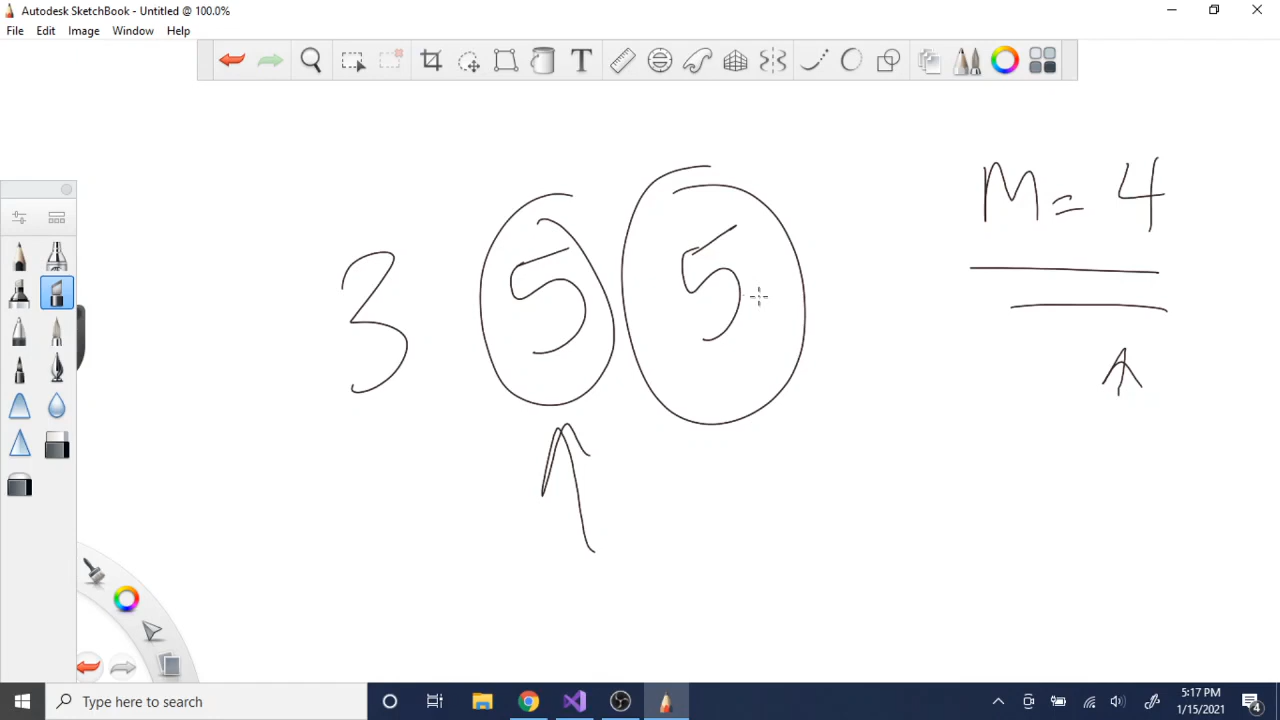 Autodesk SketchBook - Untitled @ 100.0%
File Edit Image Window Help
T
M = 4
3 5 5
Type here to search
5:17 PM
1/15/2021
4